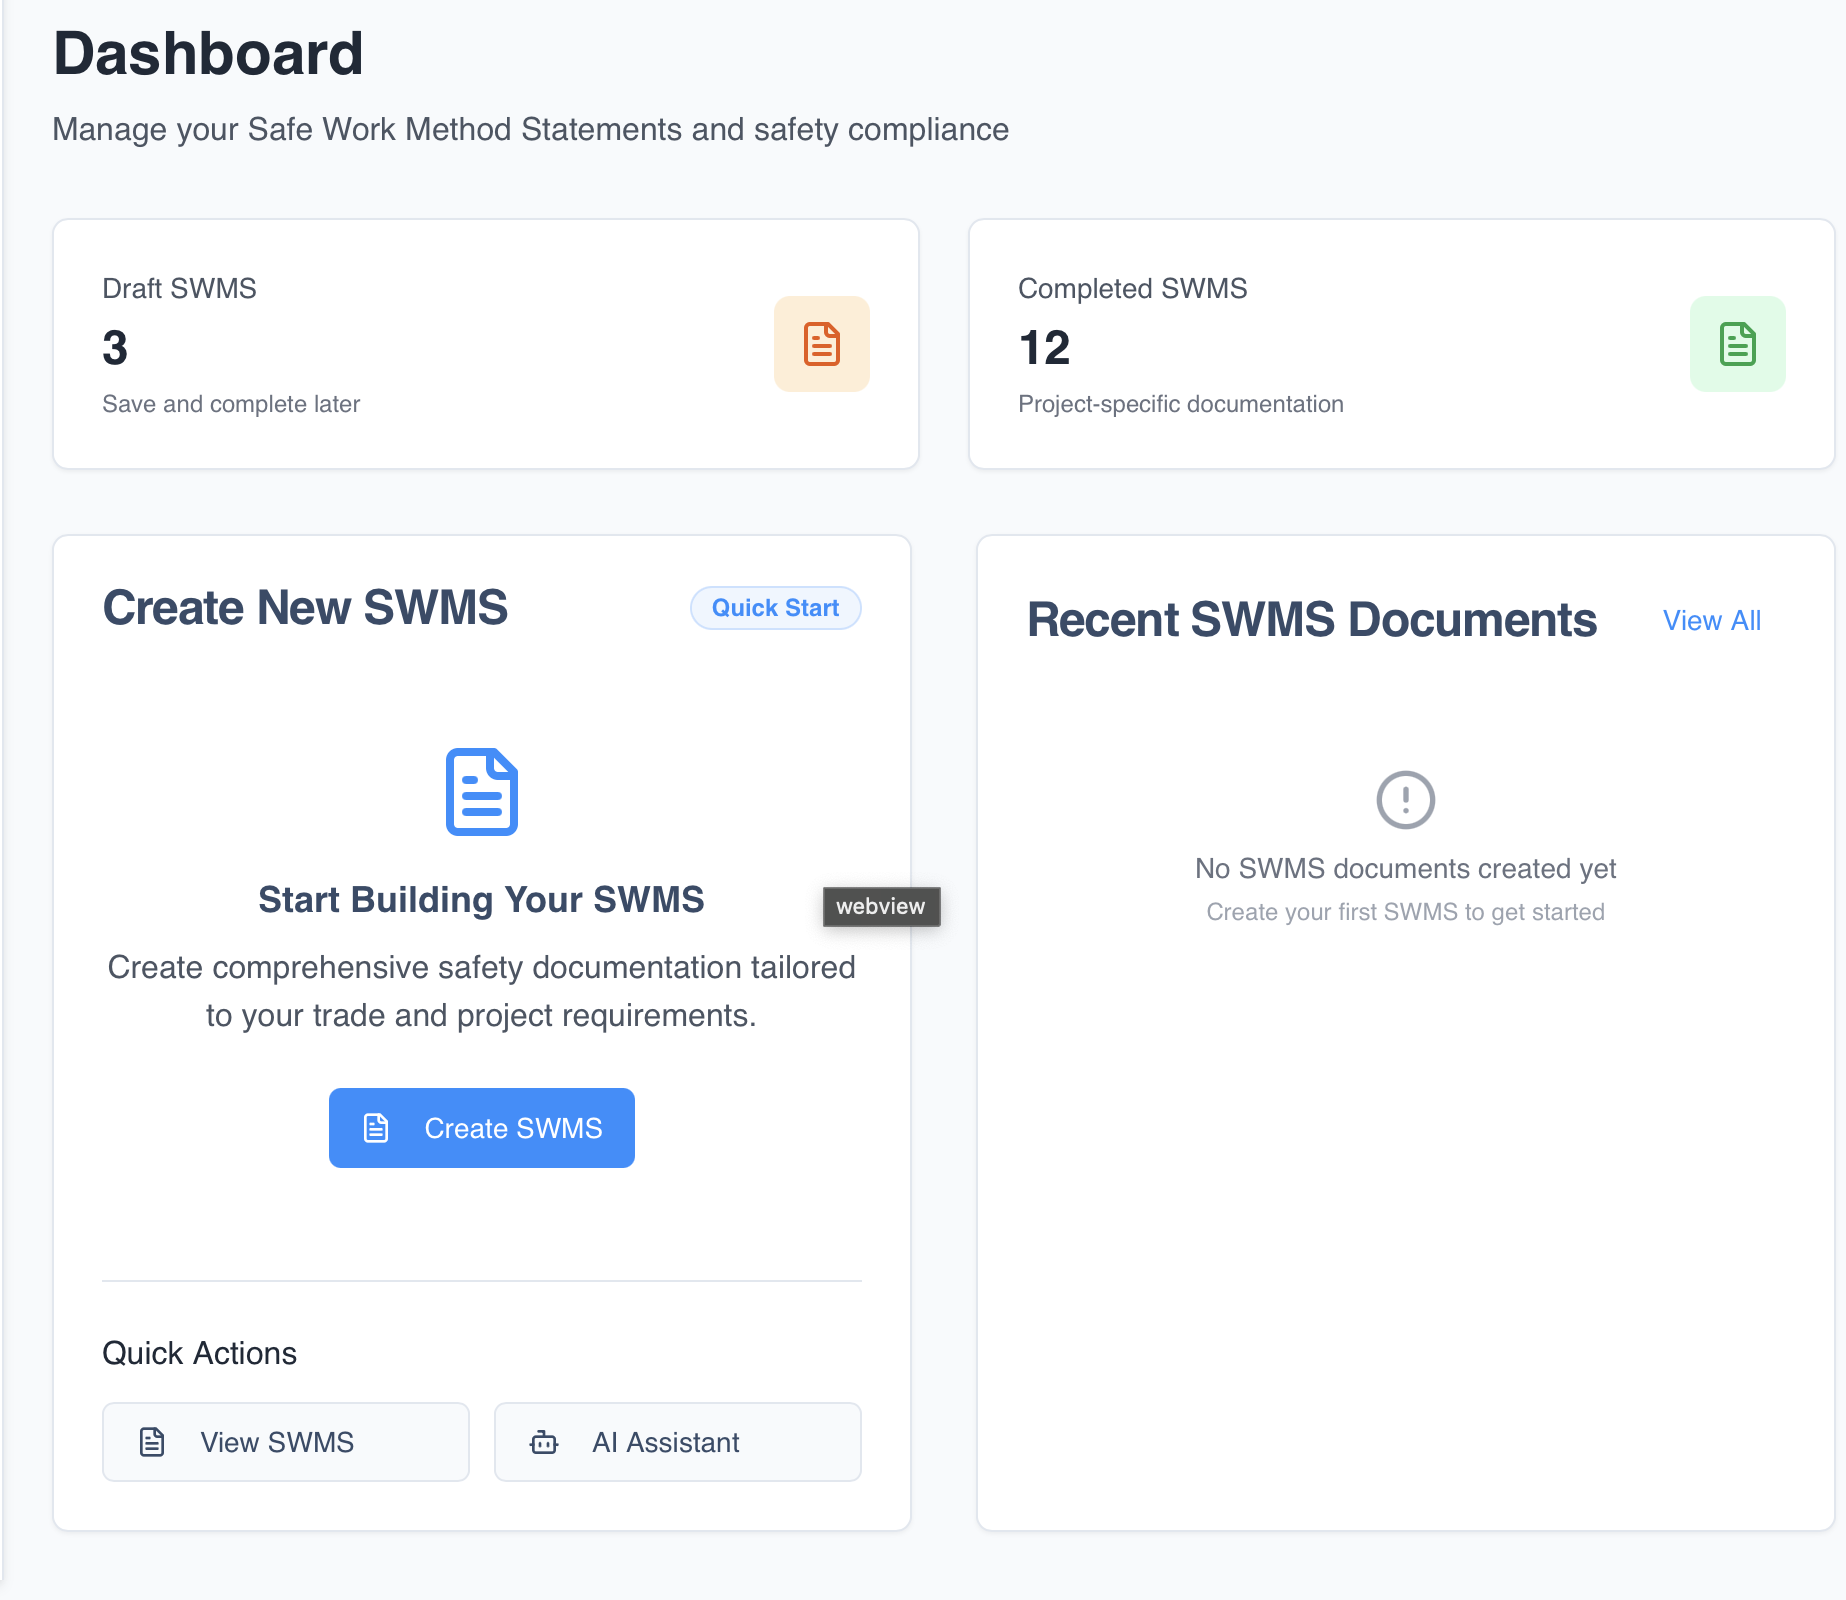 Dashboard
Manage your Safe Work Method Statements and safety compliance
Draft SWMS
3
Save and complete later
Completed SWMS
12
Project-specific documentation
Create New SWMS
Quick Start
Start Building Your SWMS
Create comprehensive safety documentation tailored
to your trade and project requirements.
Create SWMS
Quick Actions
View SWMS
AI Assistant
webview
Recent SWMS Documents
View All
No SWMS documents created yet
Create your first SWMS to get started